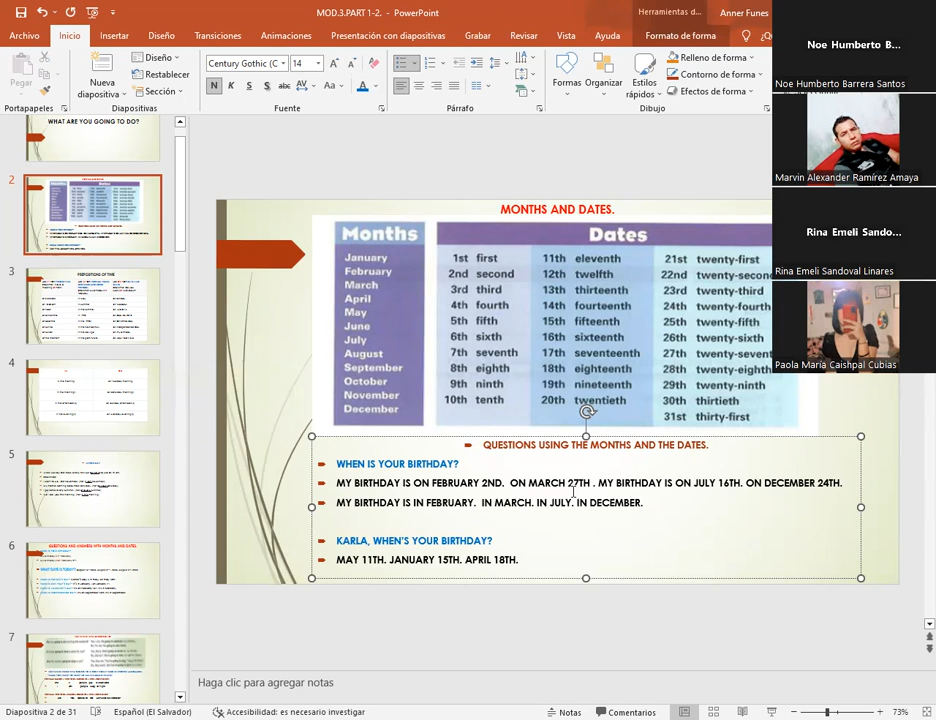 MOD.3.PART 1-2. - PowerPoint
Herramientas d...
Anner Funes
Archivo Inicio Insertar Diseño Transiciones Animaciones Presentación con diapositivas Grabar Revisar Vista Ayuda Formato de forma
Pegar
Nueva diapositiva
Diseño
Restablecer
Sección
Century Gothic (C
14
N K S abc AV Aa A
Formas Organizar Estilos rápidos
Relleno de forma
Contorno de forma
Efectos de forma
Portapapeles Diapositivas Fuente Párrafo Dibujo
Noe Humberto B...
Noe Humberto Barrera Santos
Marvin Alexander Ramírez Amaya
Rina Emeli Sando...
Rina Emeli Sandoval Linares
Paola María Caishpal Cubias
WHAT ARE YOU GOING TO DO?
2
3
PREPOSITIONS OF TIME
4
5
6
7
MONTHS AND DATES.
Months
January
February
March
April
May
June
July
August
September
October
November
December
Dates
1st first
2nd second
3rd third
4th fourth
5th fifth
6th sixth
7th seventh
8th eighth
9th ninth
10th tenth
11th eleventh
12th twelfth
13th thirteenth
14th fourteenth
15th fifteenth
16th sixteenth
17th seventeenth
18th eighteenth
19th nineteenth
20th twentieth
21st twenty-first
22nd twenty-secon
23rd twenty-third
24th twenty-fourth
25th twenty-fifth
26th twenty-sixth
27th twenty-sevent
28th twenty-eighth
29th twenty-ninth
30th thirtieth
31st thirty-first
QUESTIONS USING THE MONTHS AND THE DATES.
WHEN IS YOUR BIRTHDAY?
MY BIRTHDAY IS ON FEBRUARY 2ND. ON MARCH 27TH . MY BIRTHDAY IS ON JULY 16TH. ON DECEMBER 24TH.
MY BIRTHDAY IS IN FEBRUARY. IN MARCH. IN JULY. IN DECEMBER.
KARLA, WHEN'S YOUR BIRTHDAY?
MAY 11TH. JANUARY 15TH. APRIL 18TH.
Haga clic para agregar notas
Diapositiva 2 de 31
Español (El Salvador)
Accesibilidad: es necesario investigar
Notas
Comentarios
73%